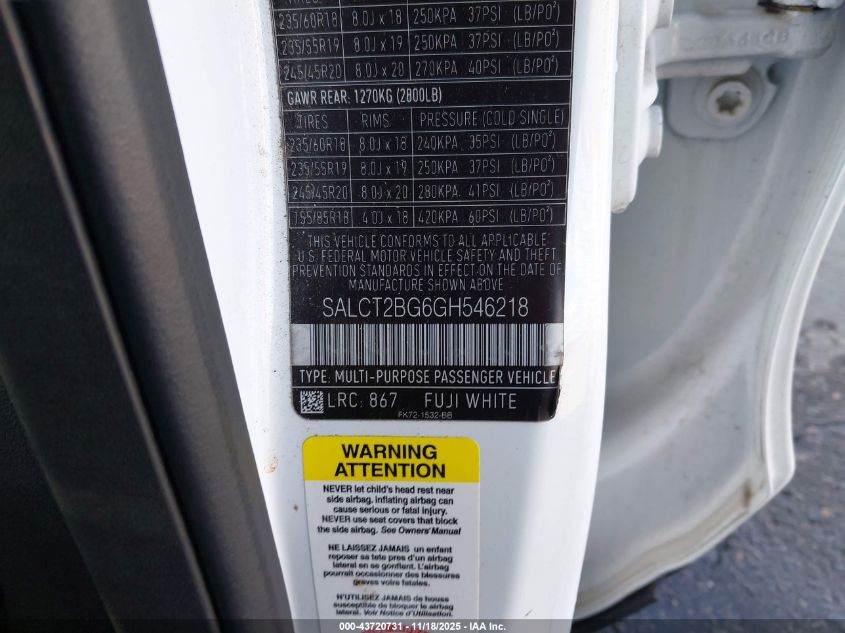 235/60R18 8.0J x 18 250KPA 37PSI (LB/PO²)
235/55R19 8.0J x 19 250KPA 37PSI (LB/PO²)
245/45R20 8.0J x 20 270KPA 40PSI (LB/PO²)
GAWR REAR: 1270KG (2800LB)
TIRES RIMS PRESSURE (COLD SINGLE)
235/60R18 8.0J x 18 240KPA 35PSI (LB/PO²)
235/55R19 8.0J x 19 250KPA 37PSI (LB/PO²)
245/45R20 8.0J x 20 280KPA 41PSI (LB/PO²)
155/85R18 4.0J x 18 420KPA 60PSI (LB/PO²)
THIS VEHICLE CONFORMS TO ALL APPLICABLE
U.S. FEDERAL MOTOR VEHICLE SAFETY AND THEFT
PREVENTION STANDARDS IN EFFECT ON THE DATE OF
MANUFACTURE SHOWN ABOVE
SALCT2BG6GH546218
TYPE: MULTI-PURPOSE PASSENGER VEHICLE
LRC: 867 FUJI WHITE
FK72-1532-BB
WARNING
ATTENTION
NEVER let child's head rest near
side airbag. inflating airbag can
cause serious or fatal injury.
NEVER use seat covers that block
the side airbag. See Owners' Manual
NE LAISSEZ JAMAIS un enfant
reposer sa tete pres d'un airbag
lateral en se gonflant. L'airbag
pourrait occasionner des blessures
graves voire fatales.
N'UTILISEZ JAMAIS de housse
susceptible de bloquer le airbag
lateral. Voir Notice d'Utilisation.
000-43720731 - 11/18/2025 - IAA Inc.